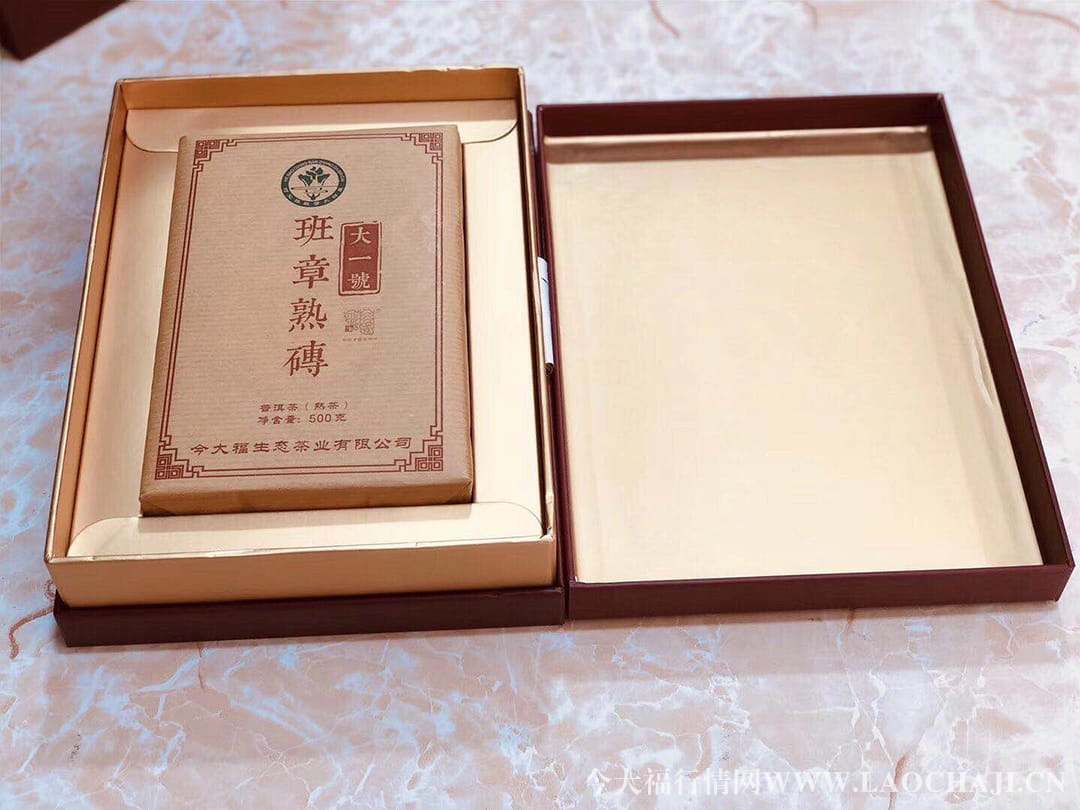 大一號
班章熟磚
普洱茶（熟茶）
净含量：500克
今大福生态茶业有限公司
今大福行情网WWW.LAOCHAJI.CN